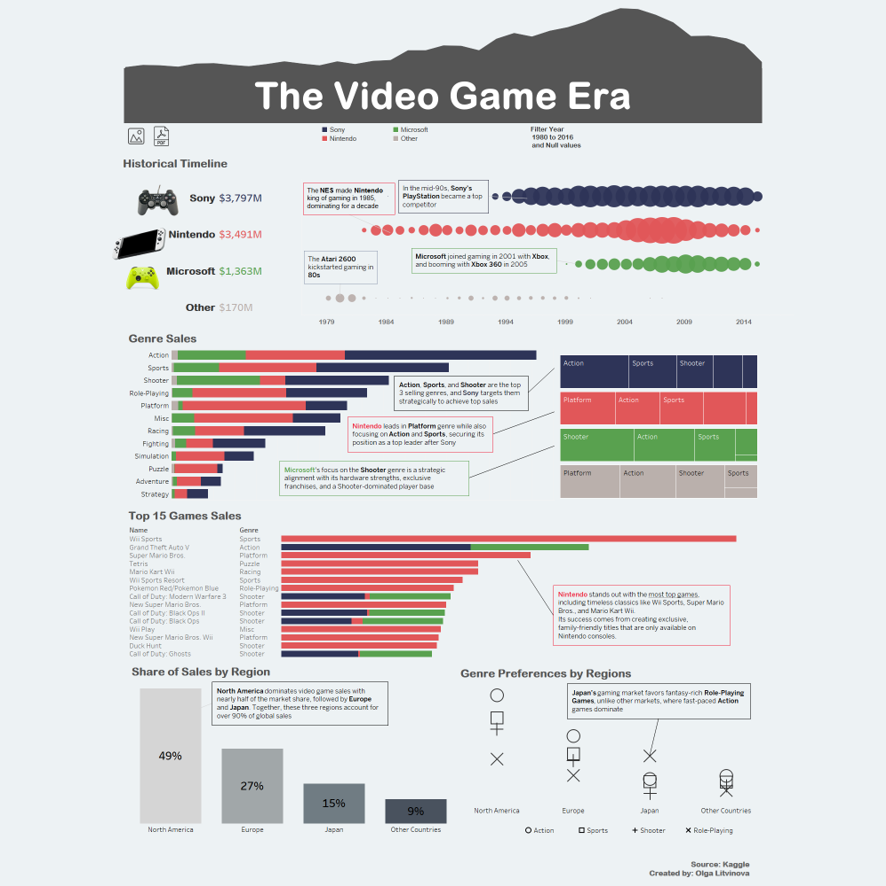 The Video Game Era
PDF
Sony
Microsoft
Nintendo
Other
Filter Year
1980 to 2016
and Null values
Historical Timeline
Sony $3,797M
Nintendo $3,491M
Microsoft $1,363M
Other $170M
The NES made Nintendo
king of gaming in 1985,
dominating for a decade
In the mid-90s, Sony's
PlayStation became a top
competitor
The Atari 2600
kickstarted gaming in
80s
Microsoft joined gaming in 2001 with Xbox,
and booming with Xbox 360 in 2005
1979 1984 1989 1994 1999 2004 2009 2014
Genre Sales
Action
Sports
Shooter
Role-Playing
Platform
Misc
Racing
Fighting
Simulation
Puzzle
Adventure
Strategy
Action, Sports, and Shooter are the top
3 selling genres, and Sony targets them
strategically to achieve top sales
Nintendo leads in Platform genre while also
focusing on Action and Sports, securing its
position as a top leader after Sony
Microsoft's focus on the Shooter genre is a strategic
alignment with its hardware strengths, exclusive
franchises, and a Shooter-dominated player base
Action Sports Shooter
Platform Action Sports
Shooter Action Sports
Platform Action Shooter Sports
Top 15 Games Sales
Name Genre
Wii Sports Sports
Grand Theft Auto V Action
Super Mario Bros. Platform
Tetris Puzzle
Mario Kart Wii Racing
Wii Sports Resort Sports
Pokemon Red/Pokemon Blue Role-Playing
Call of Duty: Modern Warfare 3 Shooter
New Super Mario Bros. Platform
Call of Duty: Black Ops II Shooter
Call of Duty: Black Ops Shooter
Wii Play Misc
New Super Mario Bros. Wii Platform
Duck Hunt Shooter
Call of Duty: Ghosts Shooter
Nintendo stands out with the most top games,
including timeless classics like Wii Sports, Super Mario
Bros., and Mario Kart Wii.
Its success comes from creating exclusive,
family-friendly titles that are only available on
Nintendo consoles.
Share of Sales by Region
North America dominates video game sales with
nearly half of the market share, followed by Europe
and Japan. Together, these three regions account for
over 90% of global sales
49%
27%
15%
9%
North America Europe Japan Other Countries
Genre Preferences by Regions
Japan's gaming market favors fantasy-rich Role-Playing
Games, unlike other markets, where fast-paced Action
games dominate
North America Europe Japan Other Countries
Action Sports Shooter Role-Playing
Source: Kaggle
Created by: Olga Litvinova